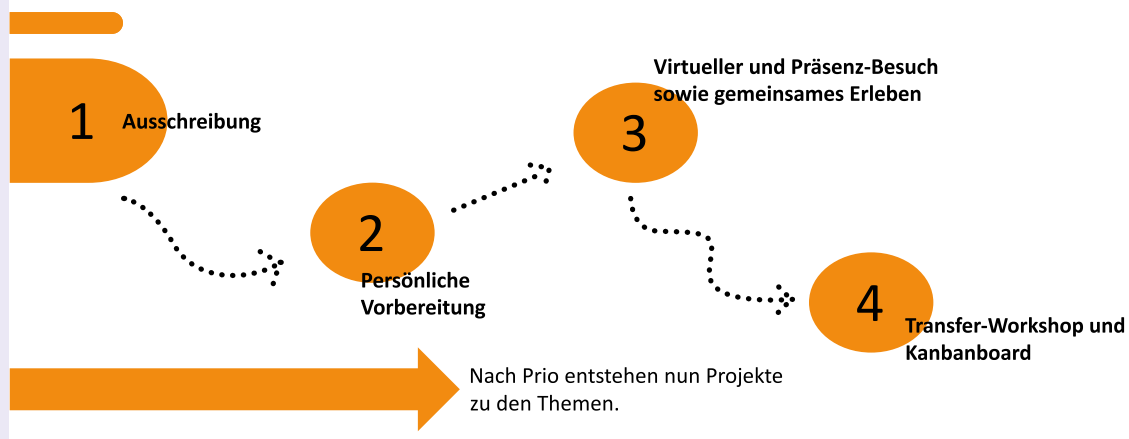 1
Ausschreibung
2
Persönliche
Vorbereitung
3
Virtueller und Präsenz-Besuch
sowie gemeinsames Erleben
4
Transfer-Workshop und
Kanbanboard
Nach Prio entstehen nun Projekte
zu den Themen.